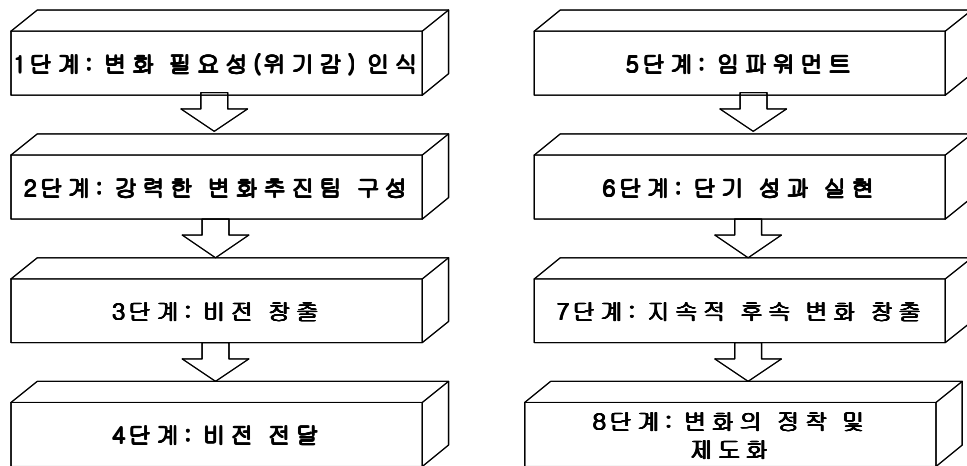 1단계: 변화 필요성(위기감) 인식
2단계: 강력한 변화추진팀 구성
3단계: 비전 창출
4단계: 비전 전달
5단계: 임파워먼트
6단계: 단기 성과 실현
7단계: 지속적 후속 변화 창출
8단계: 변화의 정착 및
제도화